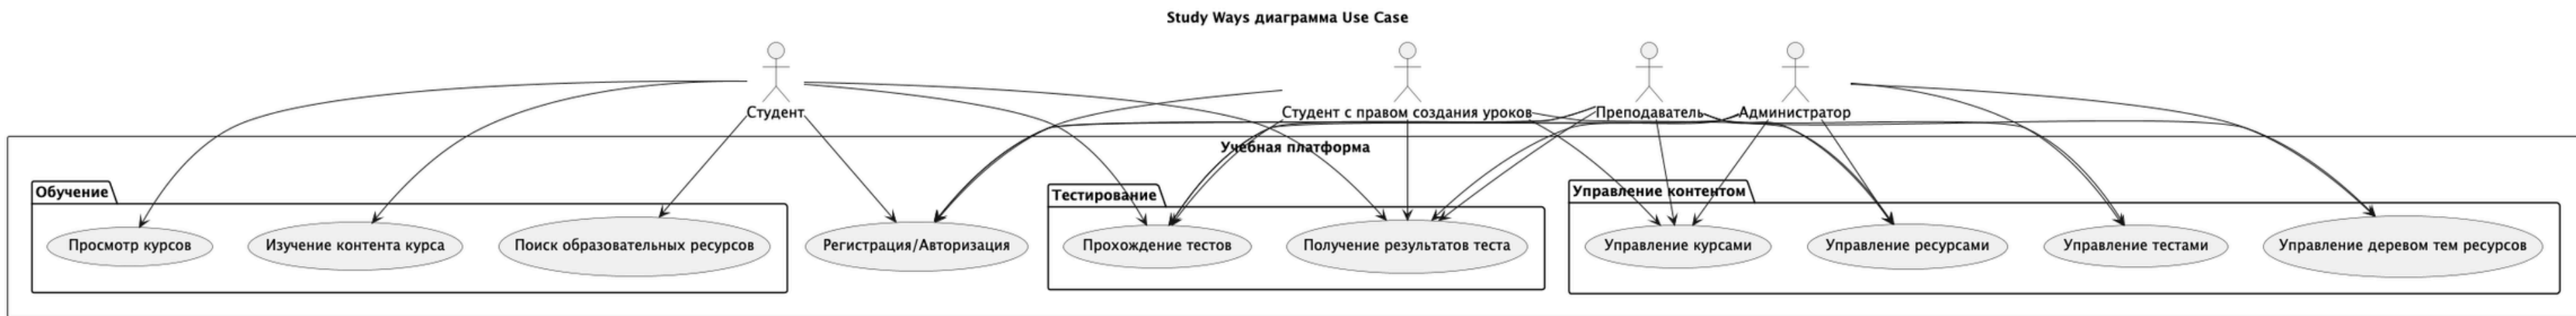 Study Ways диаграмма Use Case
Студент
Студент с правом создания уроков
Преподаватель
Администратор
Учебная платформа
Обучение
Тестирование
Управление контентом
Просмотр курсов
Изучение контента курса
Поиск образовательных ресурсов
Регистрация/Авторизация
Прохождение тестов
Получение результатов теста
Управление курсами
Управление ресурсами
Управление тестами
Управление деревом тем ресурсов